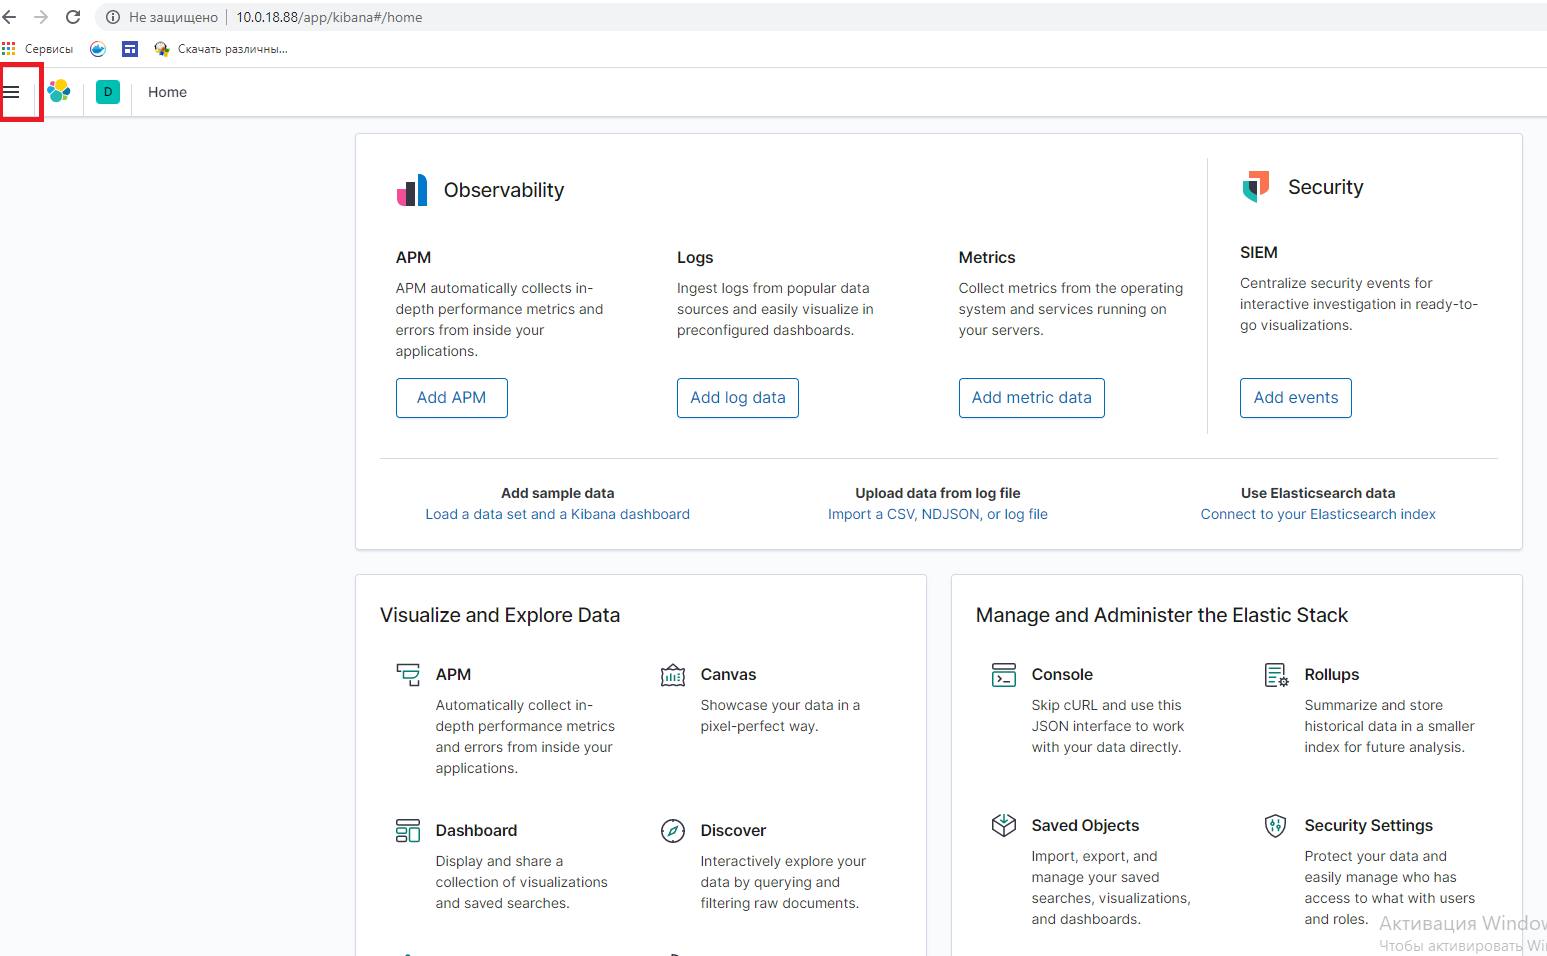 Не защищено 10.0.18.88/app/kibana#/home
Сервисы Скачать различны...
D Home
Observability
Security
APM
APM automatically collects in-
depth performance metrics and
errors from inside your
applications.
Add APM
Logs
Ingest logs from popular data
sources and easily visualize in
preconfigured dashboards.
Add log data
Metrics
Collect metrics from the operating
system and services running on
your servers.
Add metric data
SIEM
Centralize security events for
interactive investigation in ready-to-
go visualizations.
Add events
Add sample data
Load a data set and a Kibana dashboard
Upload data from log file
Import a CSV, NDJSON, or log file
Use Elasticsearch data
Connect to your Elasticsearch index
Visualize and Explore Data
APM
Automatically collect in-
depth performance metrics
and errors from inside your
applications.
Canvas
Showcase your data in a
pixel-perfect way.
Dashboard
Display and share a
collection of visualizations
and saved searches.
Discover
Interactively explore your
data by querying and
filtering raw documents.
Manage and Administer the Elastic Stack
Console
Skip cURL and use this
JSON interface to work
with your data directly.
Rollups
Summarize and store
historical data in a smaller
index for future analysis.
Saved Objects
Import, export, and
manage your saved
searches, visualizations,
and dashboards.
Security Settings
Protect your data and
easily manage who has
access to what with users
and roles.
Активация Window
Чтобы активировать Wi